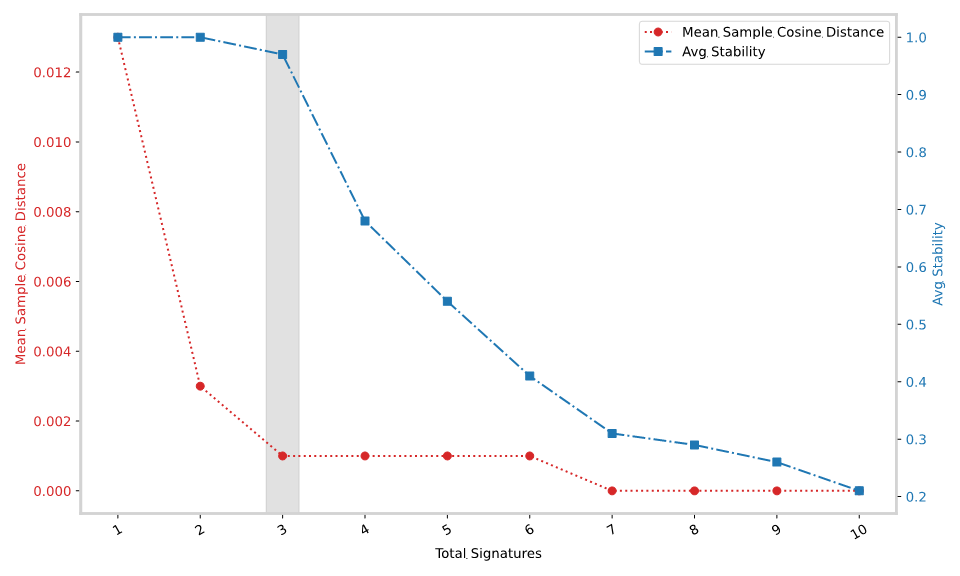 Mean Sample Cosine Distance
Avg Stability
0.012
0.010
0.008
0.006
0.004
0.002
0.000
Mean Sample Cosine Distance
1.0
0.9
0.8
0.7
0.6
0.5
0.4
0.3
0.2
Avg Stability
1 2 3 4 5 6 7 8 9 10
Total Signatures